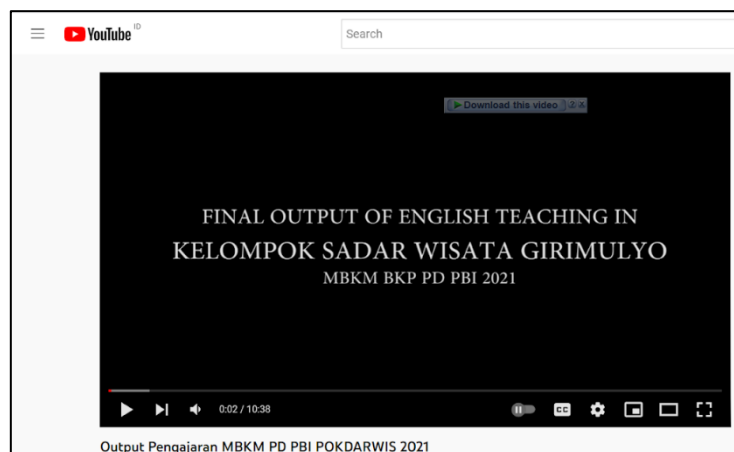 YouTube ID
Search
Download this video ? X
FINAL OUTPUT OF ENGLISH TEACHING IN
KELOMPOK SADAR WISATA GIRIMULYO
MBKM BKP PD PBI 2021
0:02 / 10:38
CC
Output Pengajaran MBKM PD PBI POKDARWIS 2021